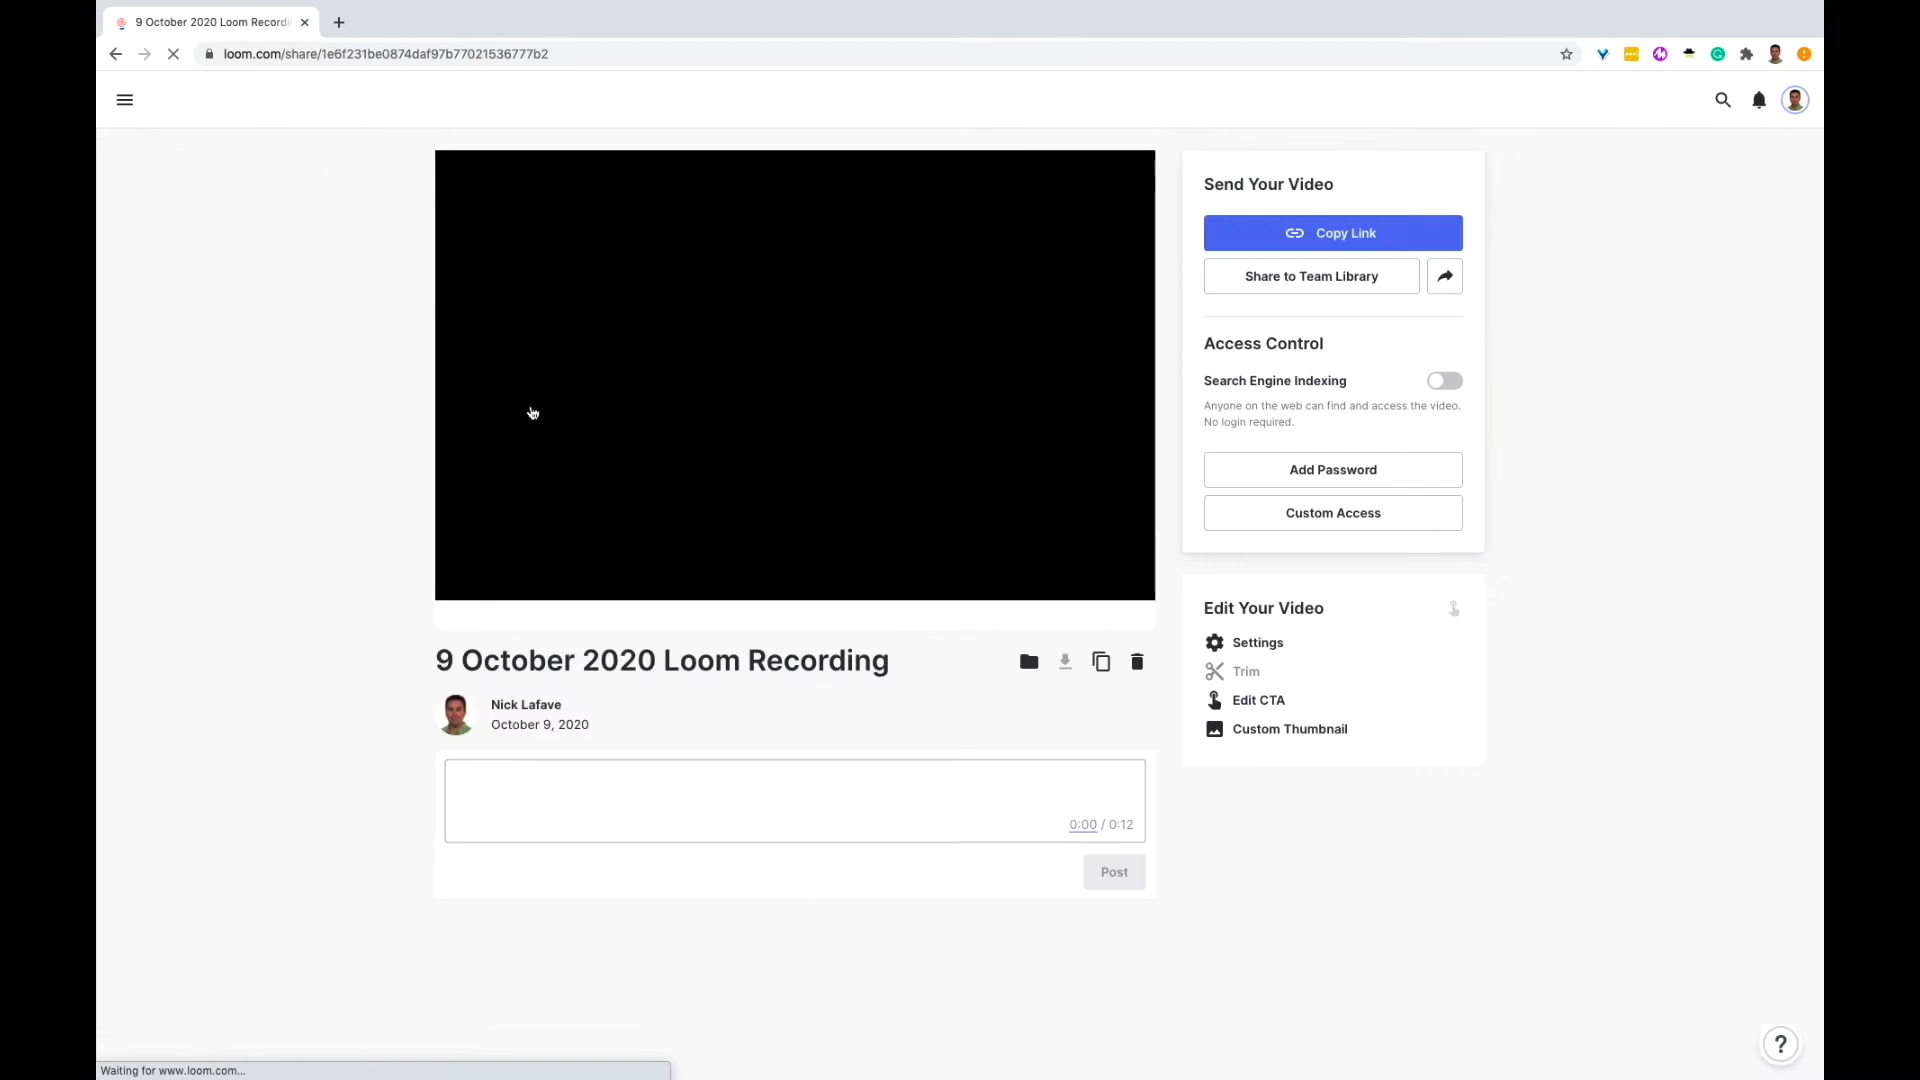 9 October 2020 Loom Recordi
loom.com/share/1e6f231be0874daf97b77021536777b2
Send Your Video
Copy Link
Share to Team Library
Access Control
Search Engine Indexing
Anyone on the web can find and access the video.
No login required.
Add Password
Custom Access
Edit Your Video
Settings
Trim
Edit CTA
Custom Thumbnail
9 October 2020 Loom Recording
Nick Lafave
October 9, 2020
0:00 / 0:12
Post
?
Waiting for www.loom.com...